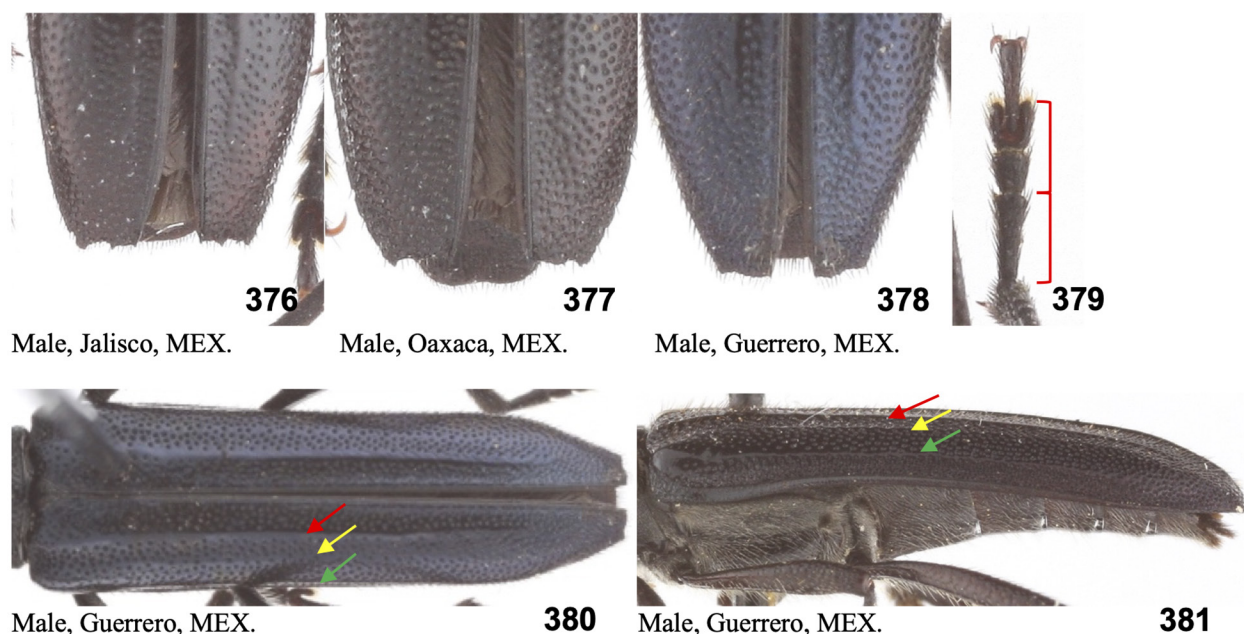 376
377
378
379
Male, Jalisco, MEX.
Male, Oaxaca, MEX.
Male, Guerrero, MEX.
380
381
Male, Guerrero, MEX.
Male, Guerrero, MEX.